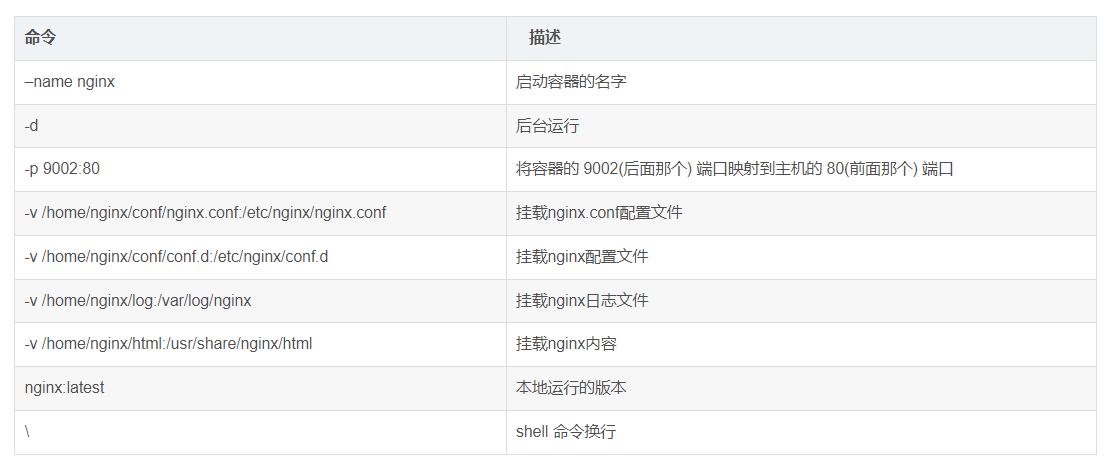 命令 描述
–name nginx 启动容器的名字
-d 后台运行
-p 9002:80 将容器的 9002(后面那个) 端口映射到主机的 80(前面那个) 端口
-v /home/nginx/conf/nginx.conf:/etc/nginx/nginx.conf 挂载nginx.conf配置文件
-v /home/nginx/conf/conf.d:/etc/nginx/conf.d 挂载nginx配置文件
-v /home/nginx/log:/var/log/nginx 挂载nginx日志文件
-v /home/nginx/html:/usr/share/nginx/html 挂载nginx内容
nginx:latest 本地运行的版本
\ shell 命令换行